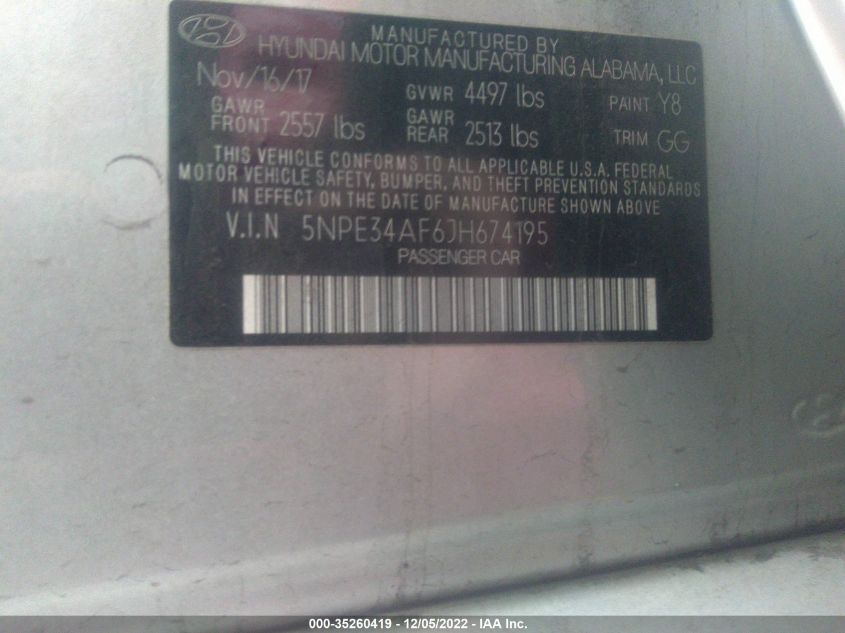 MANUFACTURED BY
HYUNDAI MOTOR MANUFACTURING ALABAMA, LLC
Nov/16/17 GVWR 4497 lbs PAINT Y8
GAWR FRONT 2557 lbs GAWR REAR 2513 lbs TRIM GG
THIS VEHICLE CONFORMS TO ALL APPLICABLE U.S.A. FEDERAL
MOTOR VEHICLE SAFETY, BUMPER, AND THEFT PREVENTION STANDARDS
IN EFFECT ON THE DATE OF MANUFACTURE SHOWN ABOVE
V.I.N 5NPE34AF6JH674195
PASSENGER CAR
000-35260419 - 12/05/2022 - IAA Inc.